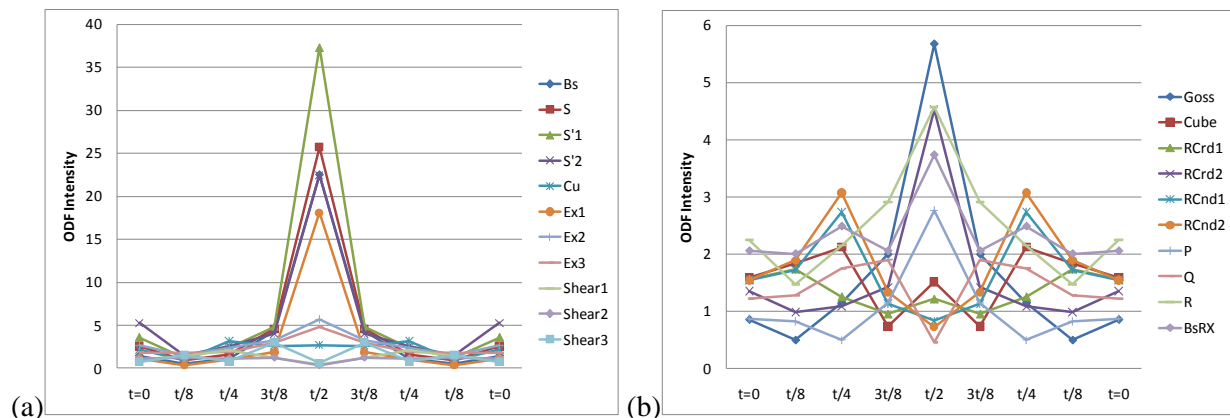 40
35
30
25
20
15
10
5
0
ODF Intensity
t=0 t/8 t/4 3t/8 t/2 3t/8 t/4 t/8 t=0
Bs
S
S'1
S'2
Cu
Ex1
Ex2
Ex3
Shear1
Shear2
Shear3
(a)
6
5
4
3
2
1
0
ODF Intensity
t=0 t/8 t/4 3t/8 t/2 3t/8 t/4 t/8 t=0
Goss
Cube
RCrd1
RCrd2
RCnd1
RCnd2
P
Q
R
BsRX
(b)